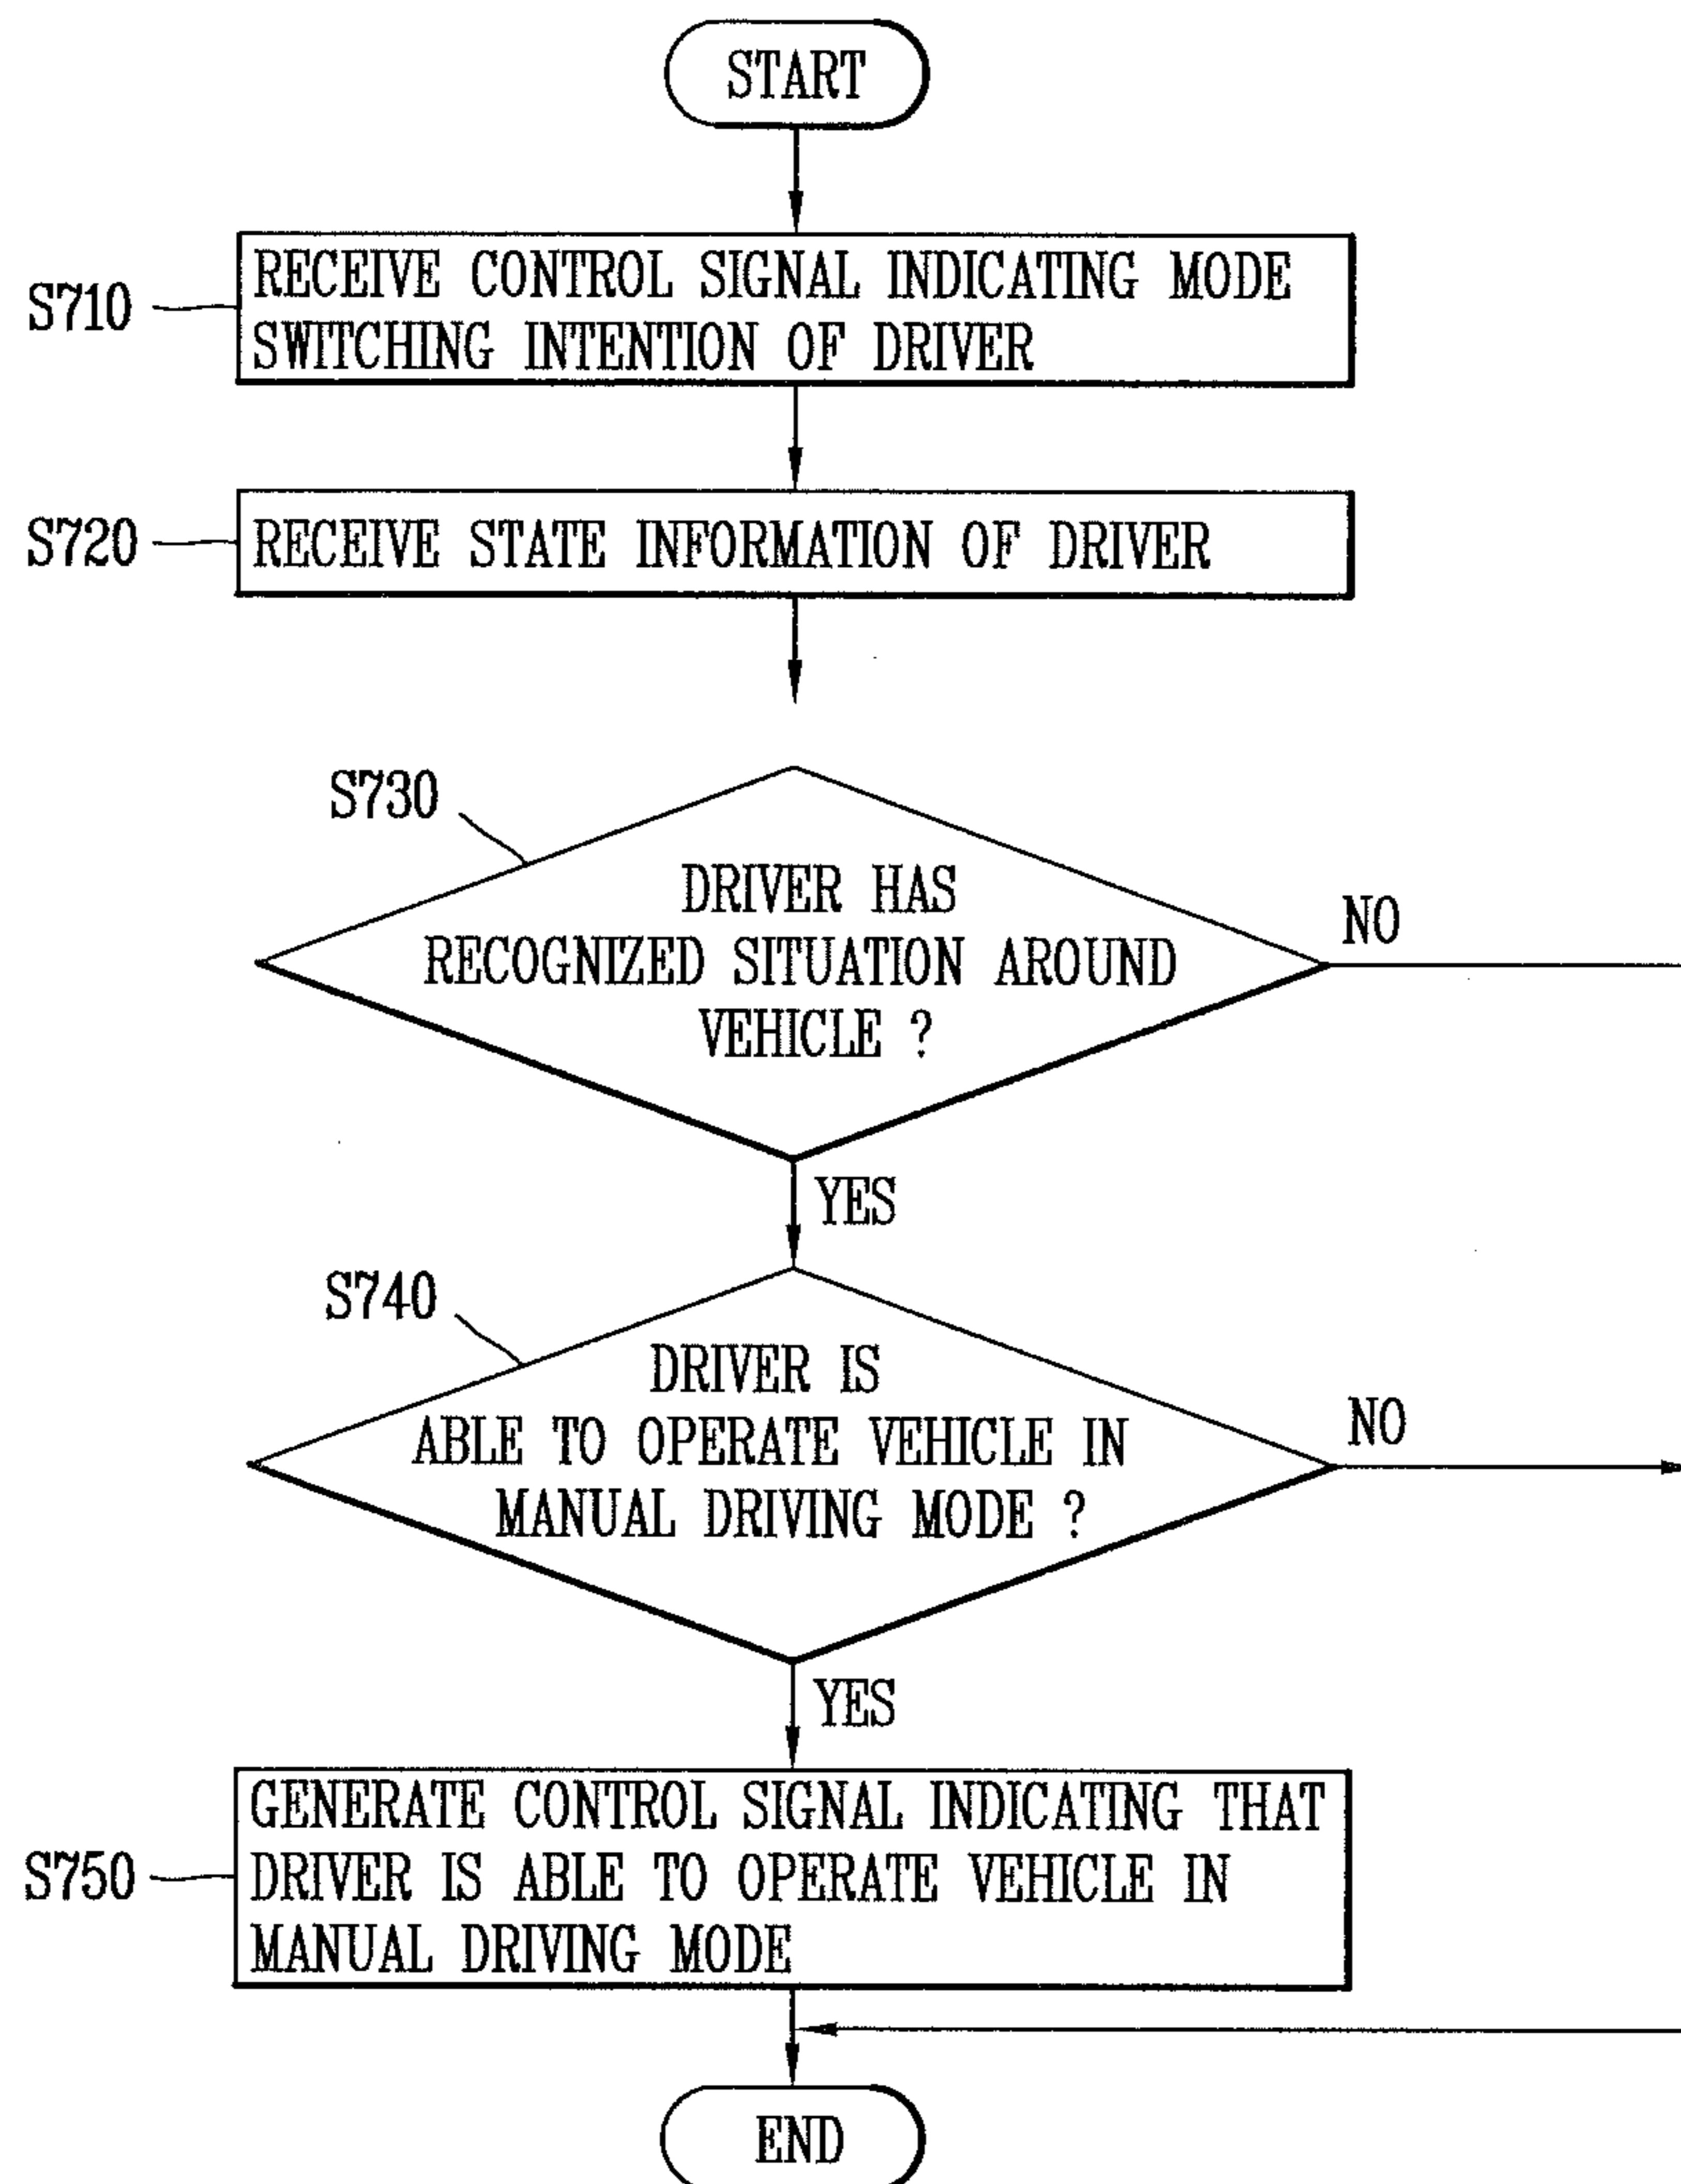 START
S710
RECEIVE CONTROL SIGNAL INDICATING MODE
SWITCHING INTENTION OF DRIVER
S720
RECEIVE STATE INFORMATION OF DRIVER
S730
DRIVER HAS
RECOGNIZED SITUATION AROUND
VEHICLE ?
NO
YES
S740
DRIVER IS
ABLE TO OPERATE VEHICLE IN
MANUAL DRIVING MODE ?
NO
YES
S750
GENERATE CONTROL SIGNAL INDICATING THAT
DRIVER IS ABLE TO OPERATE VEHICLE IN
MANUAL DRIVING MODE
END